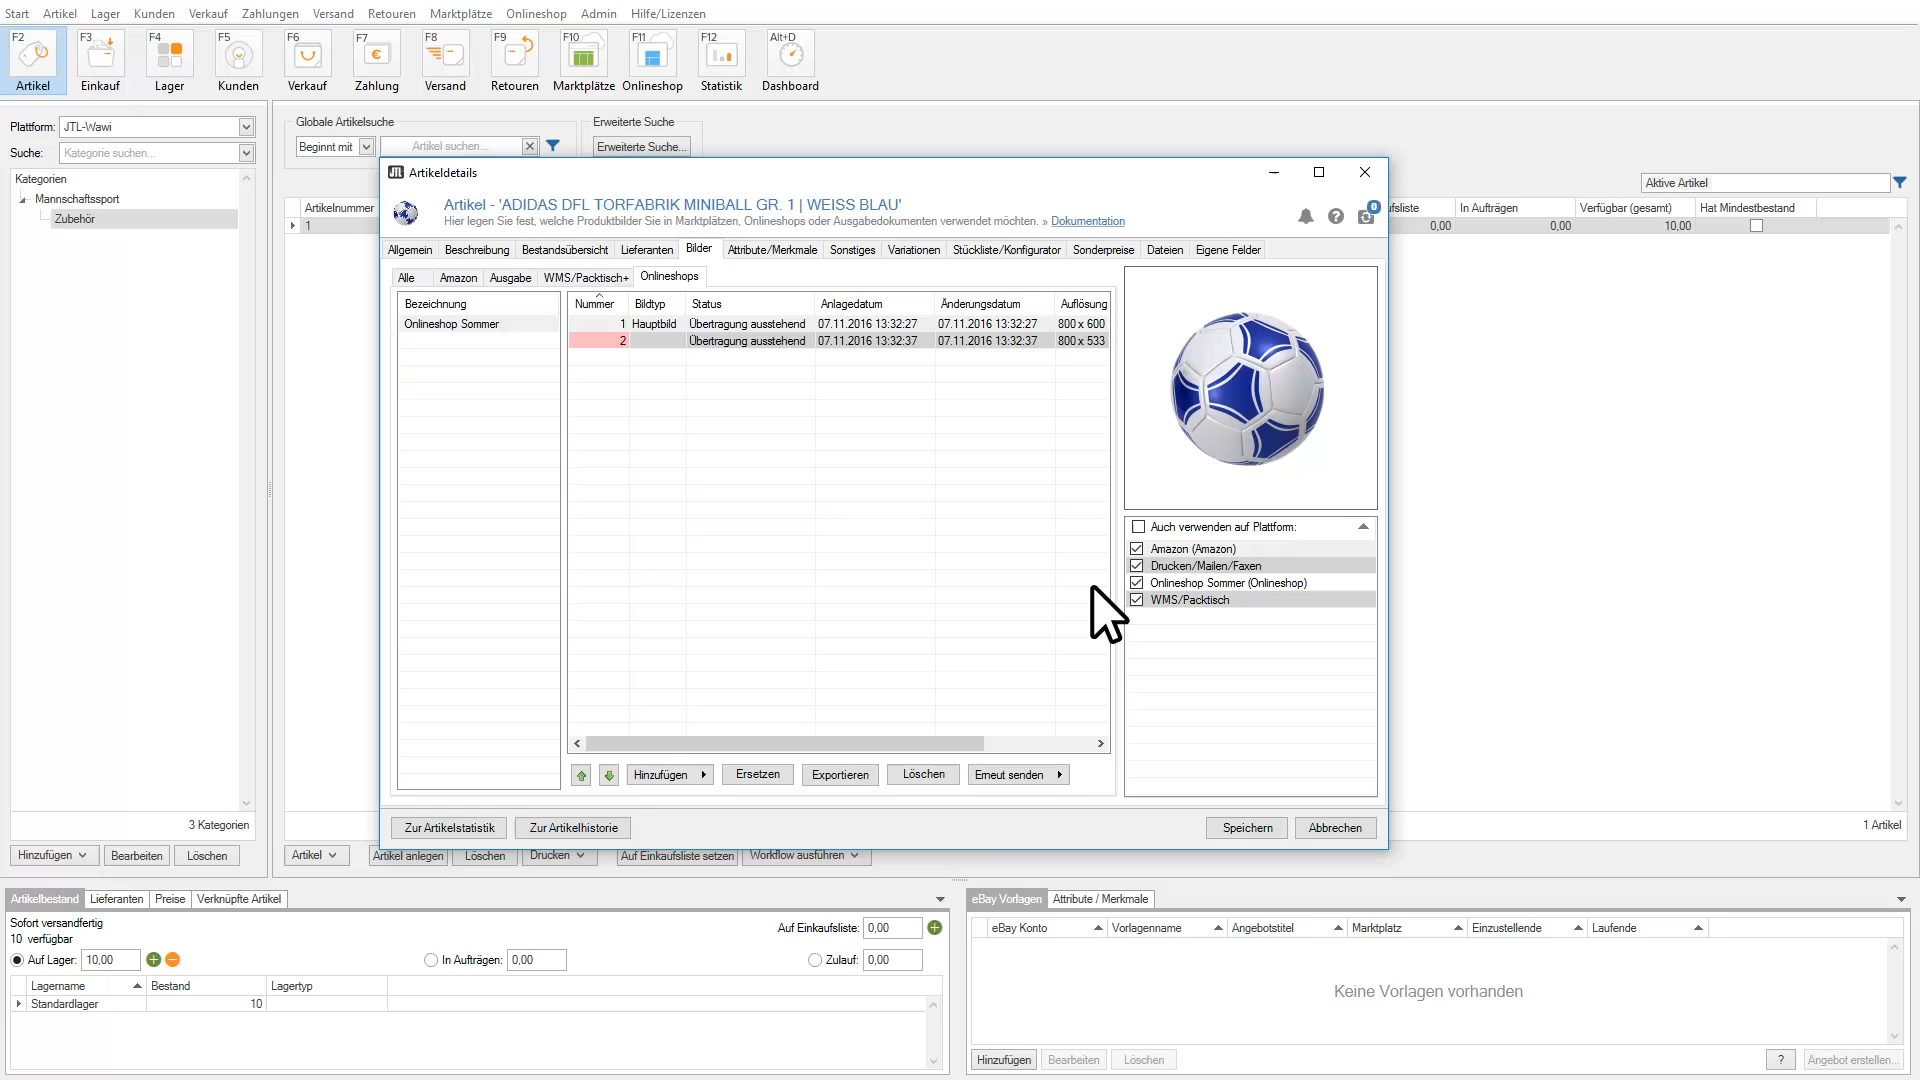 Start Artikel Lager Kunden Verkauf Zahlungen Versand Retouren Marktplätze Onlineshop Admin Hilfe/Lizenzen
F2 F3 F4 F5 F6 F7 F8 F9 F10 F11 F12 Alt+D
Artikel Einkauf Lager Kunden Verkauf Zahlung Versand Retouren Marktplätze Onlineshop Statistik Dashboard
Plattform: JTL-Wawi
Suche: Kategorie suchen...
Globale Artikelsuche Erweiterte Suche
Beginnt mit Artikel suchen... Erweiterte Suche...
Kategorien
Mannschaftssport
Zubehör
3 Kategorien
Hinzufügen Bearbeiten Löschen
Aktive Artikel
Artikelnummer ufsliste In Aufträgen Verfügbar (gesamt) Hat Mindestbestand
1 0,00 0,00 10,00
JTL Artikeldetails
Artikel - 'ADIDAS DFL TORFABRIK MINIBALL GR. 1 | WEISS BLAU'
Hier legen Sie fest, welche Produktbilder Sie in Marktplätzen, Onlineshops oder Ausgabedokumenten verwendet möchten. » Dokumentation
0
Allgemein Beschreibung Bestandsübersicht Lieferanten Bilder Attribute/Merkmale Sonstiges Variationen Stückliste/Konfigurator Sonderpreise Dateien Eigene Felder
Alle Amazon Ausgabe WMS/Packtisch+ Onlineshops
Bezeichnung
Onlineshop Sommer
Nummer Bildtyp Status Anlagedatum Änderungsdatum Auflösung
1 Hauptbild Übertragung ausstehend 07.11.2016 13:32:27 07.11.2016 13:32:27 800 x 600
2 Übertragung ausstehend 07.11.2016 13:32:37 07.11.2016 13:32:37 800 x 533
Auch verwenden auf Plattform:
Amazon (Amazon)
Drucken/Mailen/Faxen
Onlineshop Sommer (Onlineshop)
WMS/Packtisch
Hinzufügen Ersetzen Exportieren Löschen Erneut senden
Zur Artikelstatistik Zur Artikelhistorie Speichern Abbrechen
1 Artikel
Artikel Artikel anlegen Löschen Drucken Auf Einkaufsliste setzen Workflow ausführen
Artikelbestand Lieferanten Preise Verknüpfte Artikel
Sofort versandfertig
10 verfügbar
Auf Einkaufsliste: 0,00
Auf Lager: 10,00 In Aufträgen: 0,00 Zulauf: 0,00
Lagername Bestand Lagertyp
Standardlager 10
eBay Vorlagen Attribute / Merkmale
eBay Konto Vorlagenname Angebotstitel Marktplatz Einzustellende Laufende
Keine Vorlagen vorhanden
Hinzufügen Bearbeiten Löschen ? Angebot erstellen...